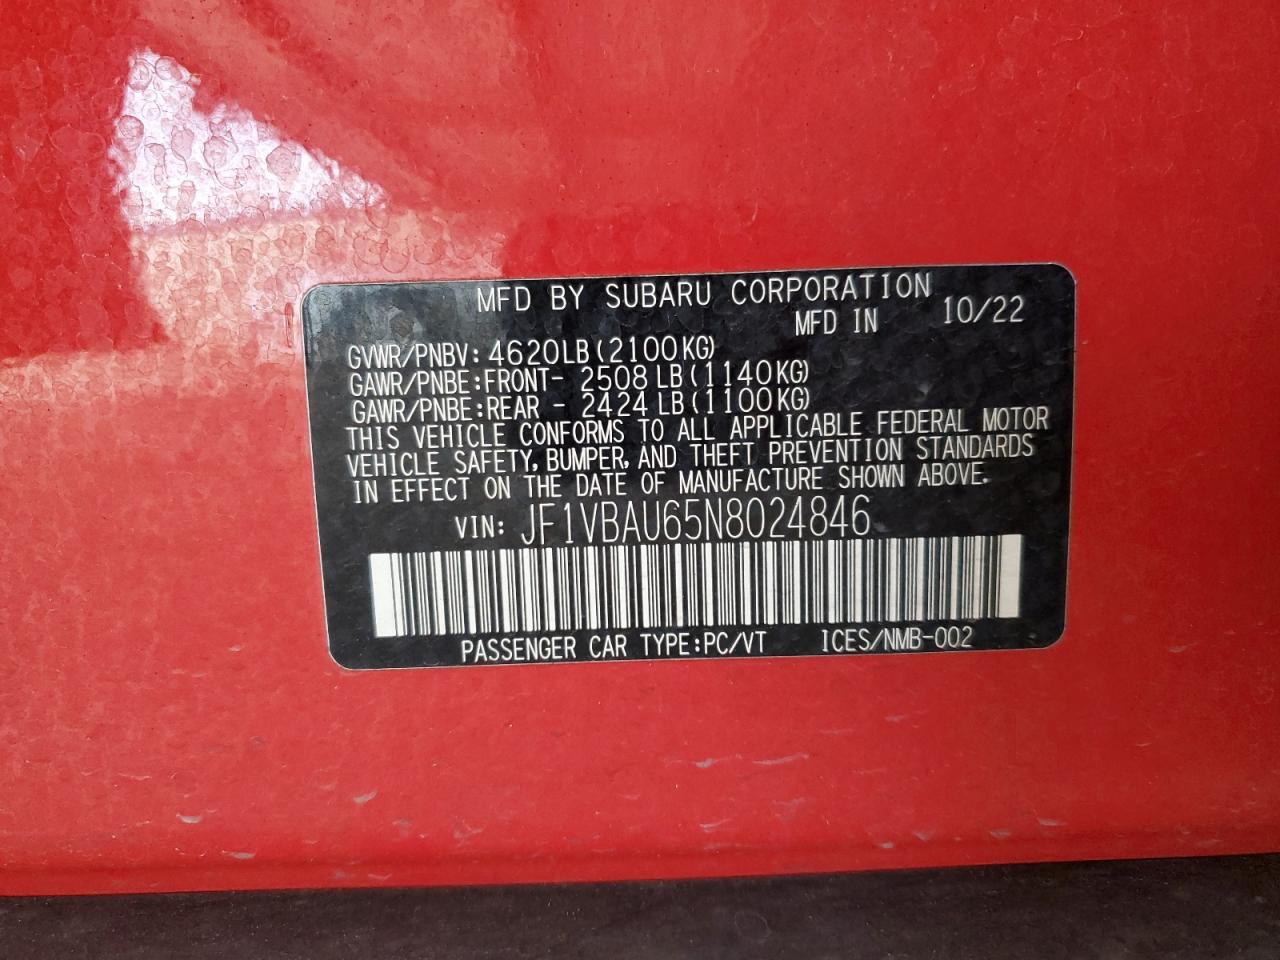 MFD BY SUBARU CORPORATION
MFD IN 10/22
GVWR/PNBV: 4620LB(2100KG)
GAWR/PNBE:FRONT- 2508 LB(1140KG)
GAWR/PNBE:REAR - 2424 LB(1100KG)
THIS VEHICLE CONFORMS TO ALL APPLICABLE FEDERAL MOTOR
VEHICLE SAFETY, BUMPER, AND THEFT PREVENTION STANDARDS
IN EFFECT ON THE DATE OF MANUFACTURE SHOWN ABOVE.
VIN: JF1VBAU65N8024846
PASSENGER CAR TYPE:PC/VT ICES/NMB-002